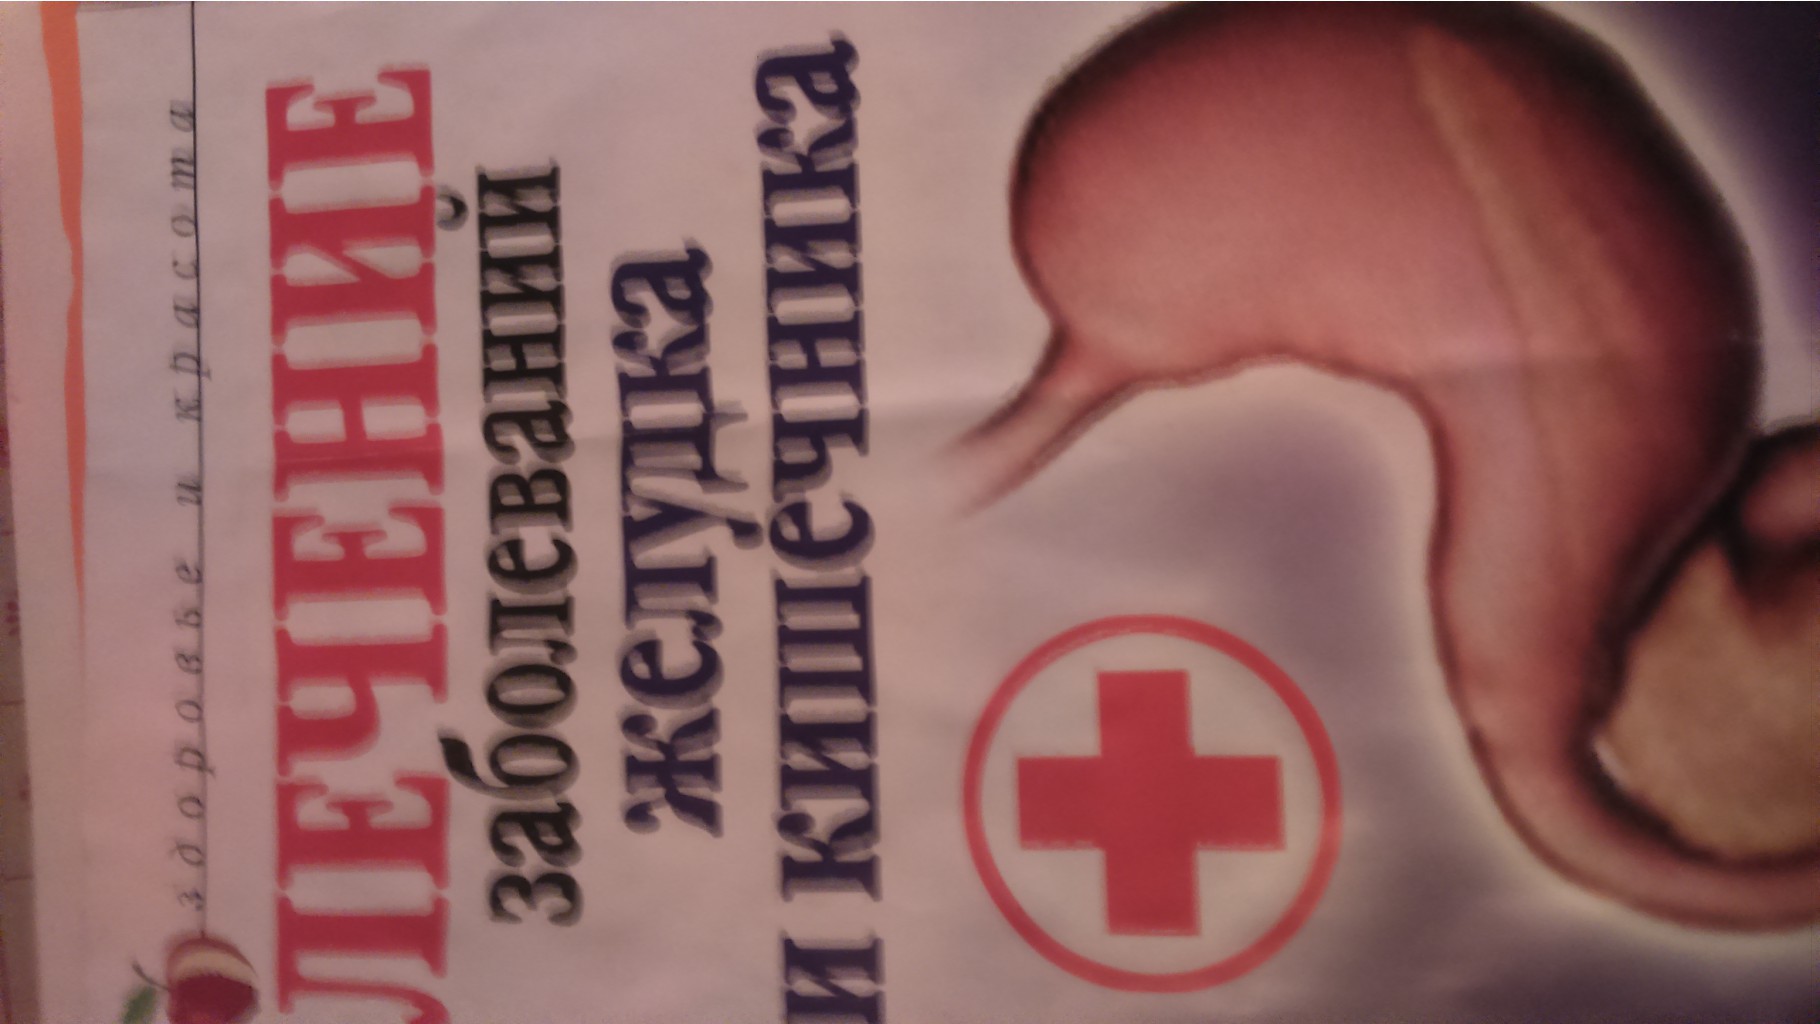 здоровье и красота
ЛЕЧЕНИЕ
заболеваний
желудка
и кишечника